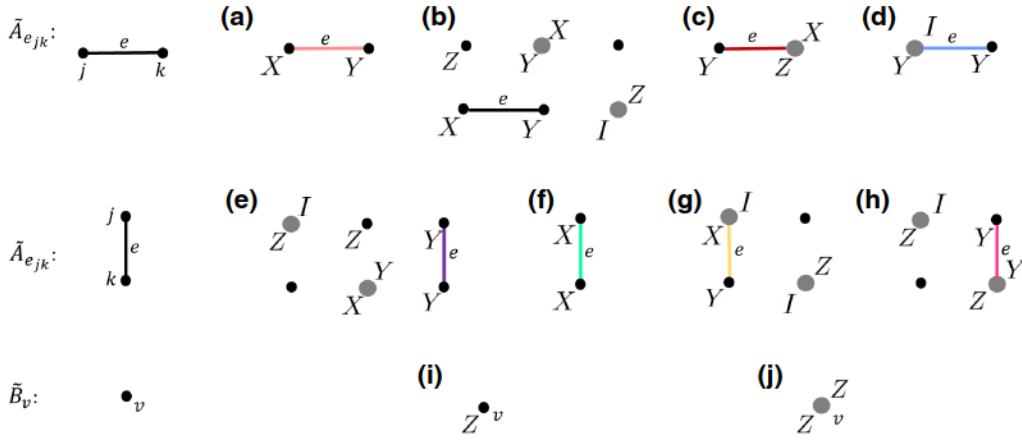 Ã_{e_{jk}}:
e
j k
(a)
e
X Y
(b)
Z Y X
e
X Y I Z
(c)
e X
Y Z
(d)
I e
Y Y
Ã_{e_{jk}}:
j
e
k
(e)
I
Z Z Y
e
Y
X Y
(f)
X
e
X
(g)
I
X
e
Z
Y I
(h)
I
Z Y
e
Y
Z
B̃_v:
v
(i)
Z v
(j)
Z
Z v